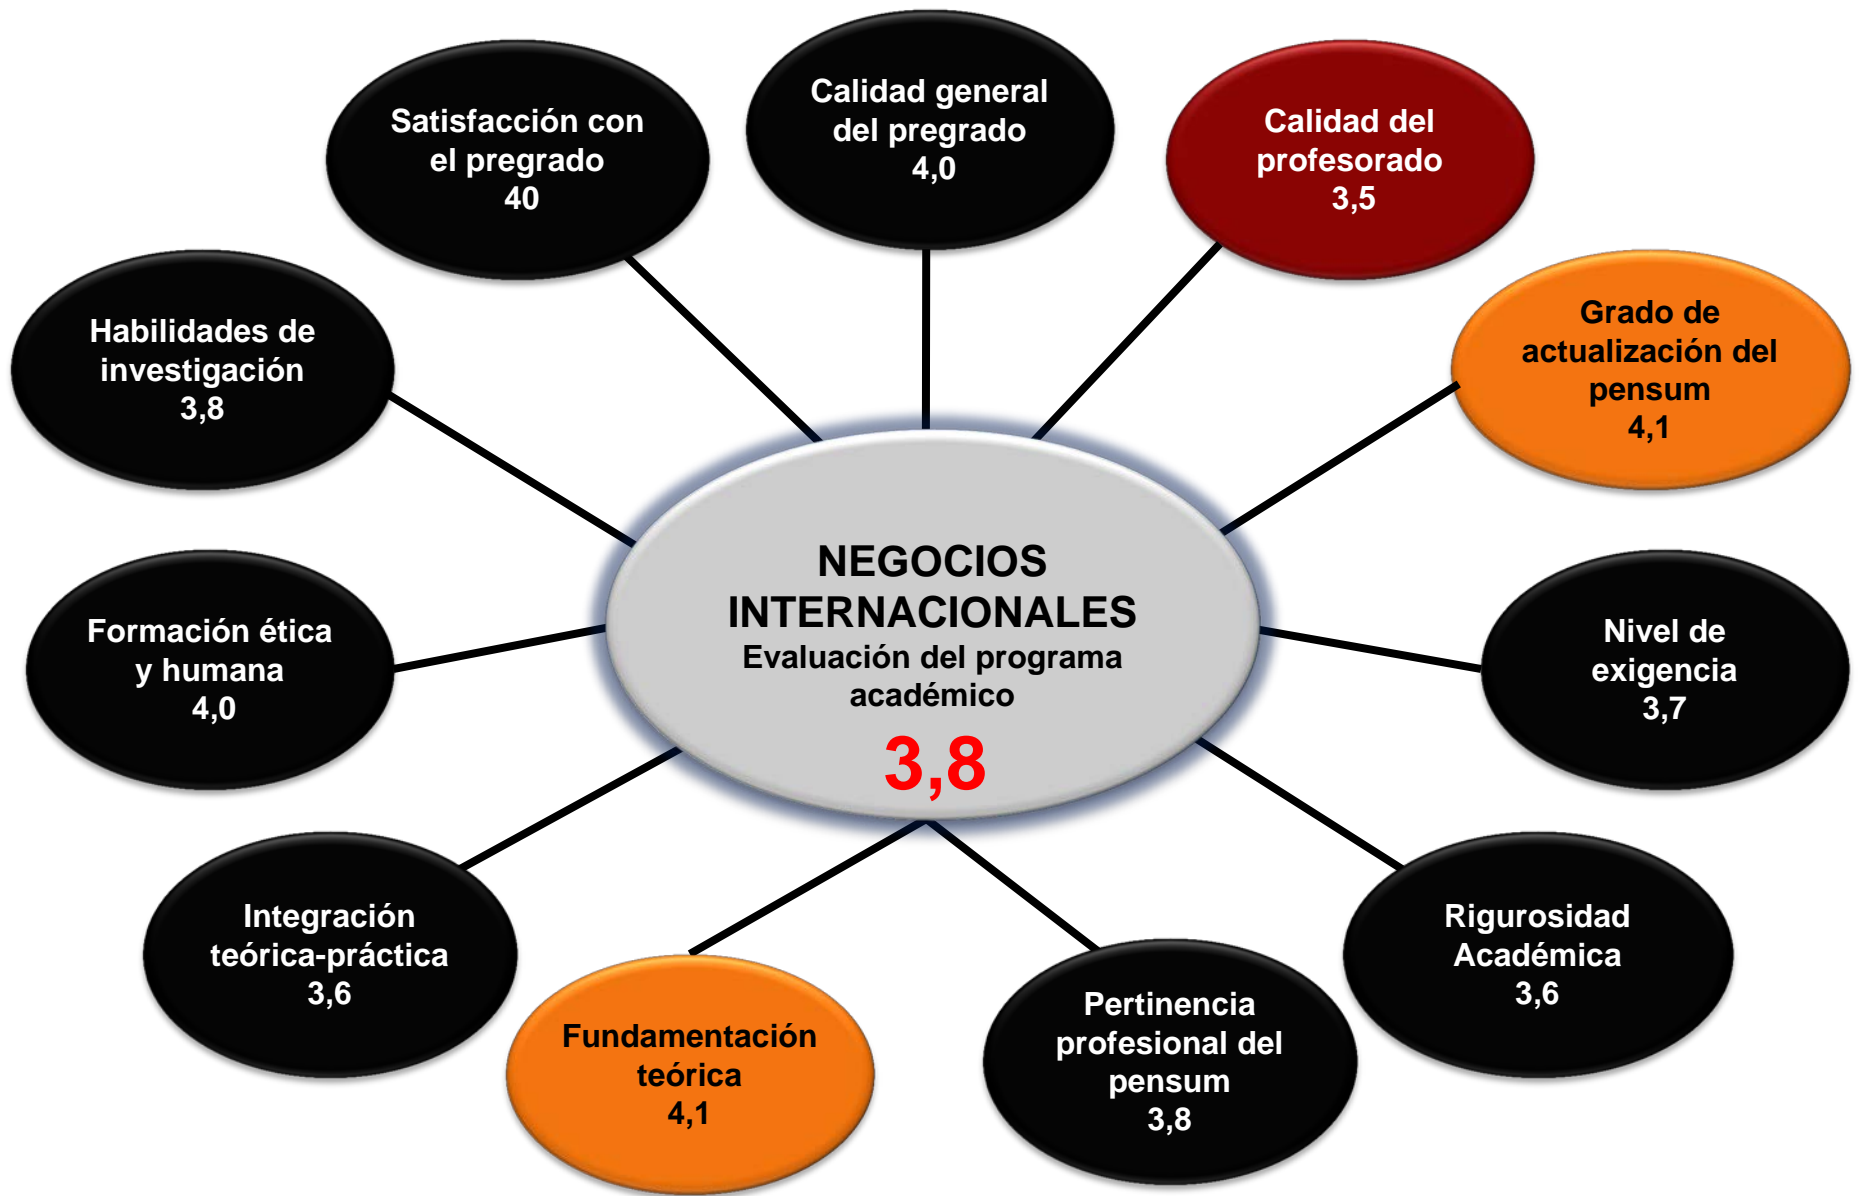 Calidad general
del pregrado
4,0
Satisfacción con
el pregrado
40
Calidad del
profesorado
3,5
Habilidades de
investigación
3,8
Grado de
actualización del
pensum
4,1
NEGOCIOS
INTERNACIONALES
Evaluación del programa
académico
3,8
Formación ética
y humana
4,0
Nivel de
exigencia
3,7
Integración
teórica-práctica
3,6
Rigurosidad
Académica
3,6
Fundamentación
teórica
4,1
Pertinencia
profesional del
pensum
3,8